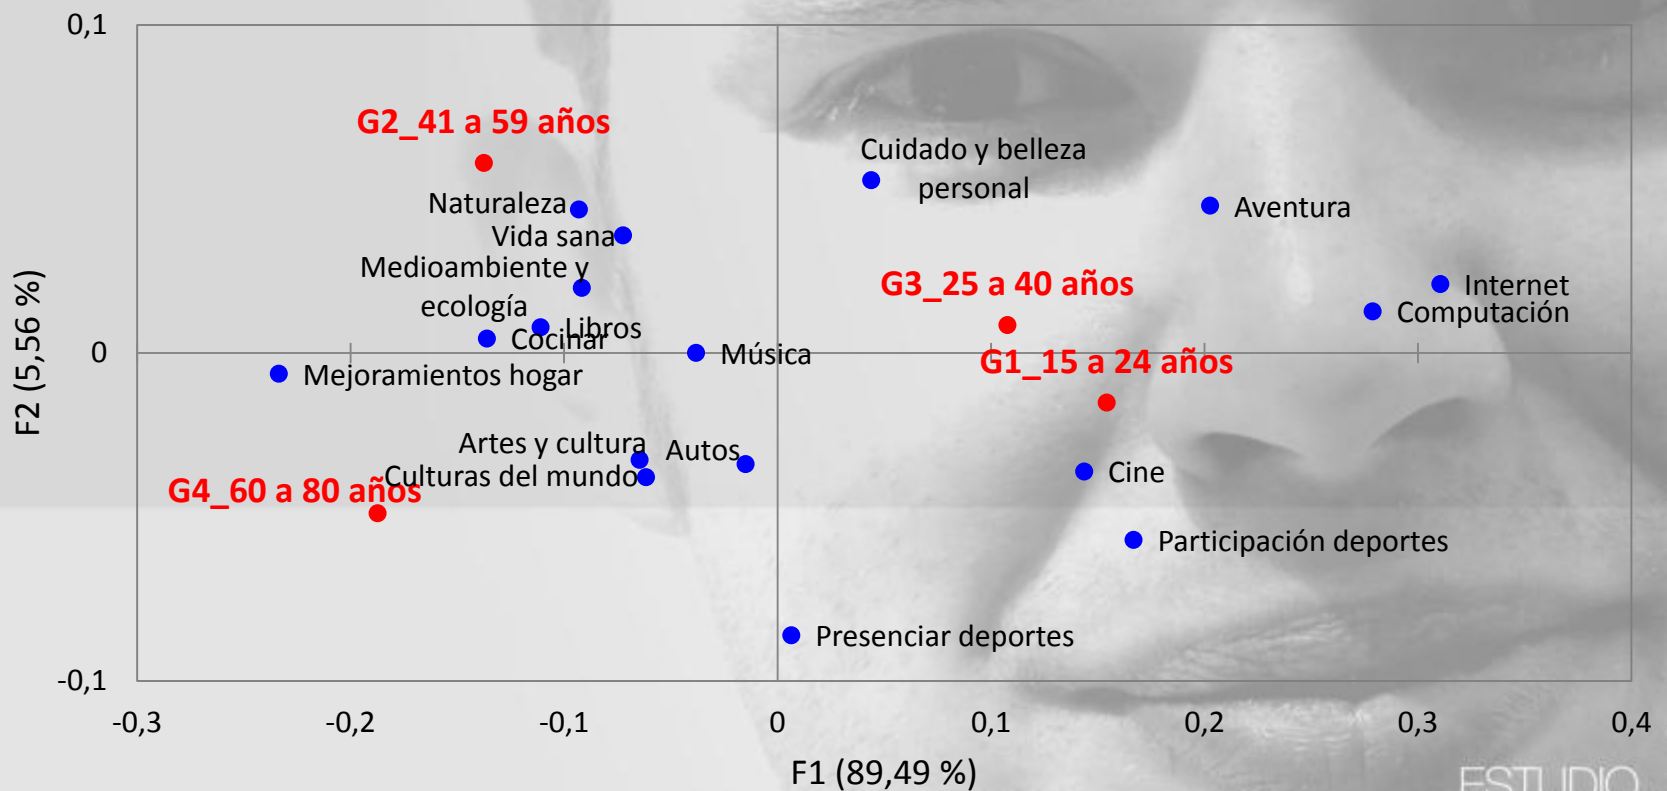 0,1
G2_41 a 59 años
Cuidado y belleza
personal
Naturaleza
Aventura
Vida sana
Medioambiente y
ecología
G3_25 a 40 años
Internet
Computación
Libros
Cocinar
0
Música
G1_15 a 24 años
Mejoramientos hogar
F2 (5,56 %)
Artes y cultura
Autos
Culturas del mundo
Cine
G4_60 a 80 años
Participación deportes
Presenciar deportes
-0,1
-0,3
-0,2
-0,1
0
0,1
0,2
0,3
0,4
F1 (89,49 %)
ESTUDIO